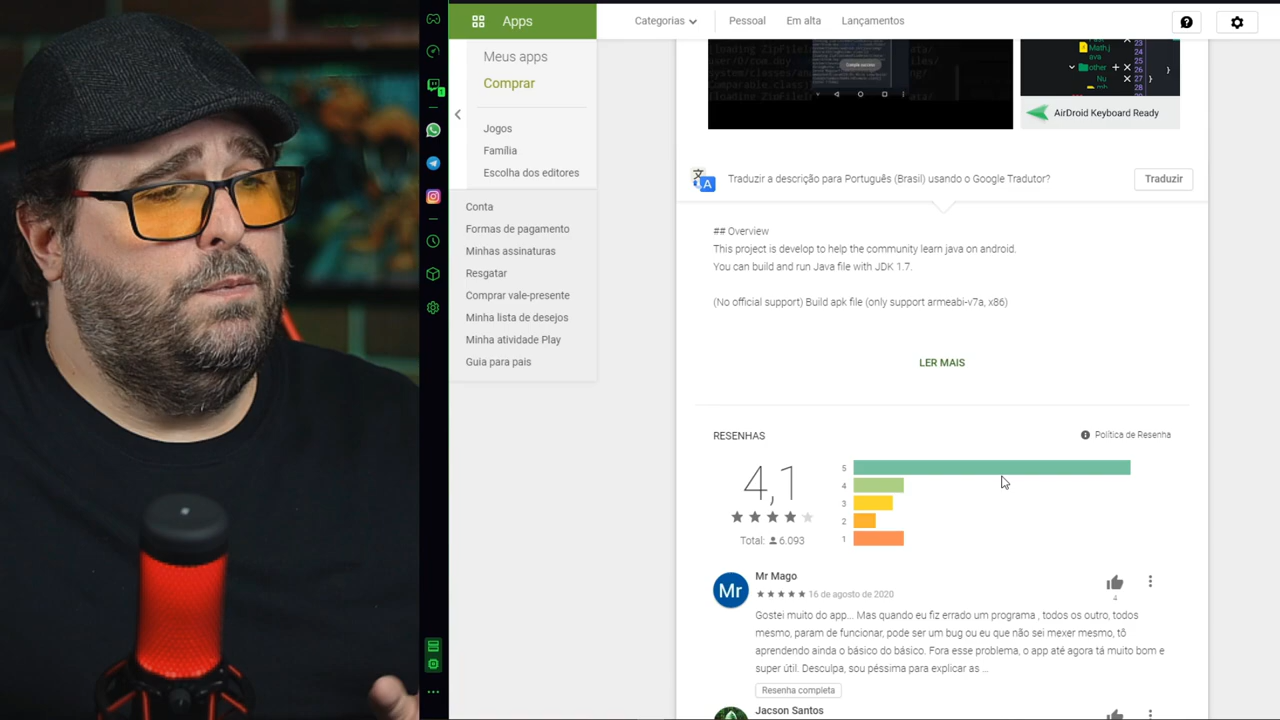 Apps
Categorias
Pessoal
Em alta
Lançamentos
Meus apps
Comprar
Jogos
Família
Escolha dos editores
Conta
Formas de pagamento
Minhas assinaturas
Resgatar
Comprar vale-presente
Minha lista de desejos
Minha atividade Play
Guia para pais
AirDroid Keyboard Ready
Traduzir a descrição para Português (Brasil) usando o Google Tradutor?
Traduzir
## Overview
This project is develop to help the community learn java on android.
You can build and run Java file with JDK 1.7.
(No official support) Build apk file (only support armeabi-v7a, x86)
LER MAIS
RESENHAS
Política de Resenha
4,1
Total: 6.093
5
4
3
2
1
Mr
Mr Mago
16 de agosto de 2020
4
Gostei muito do app... Mas quando eu fiz errado um programa , todos os outro, todos
mesmo, param de funcionar, pode ser um bug ou eu que não sei mexer mesmo, tô
aprendendo ainda o básico do básico. Fora esse problema, o app até agora tá muito bom e
super útil. Desculpa, sou péssima para explicar as ...
Resenha completa
Jacson Santos